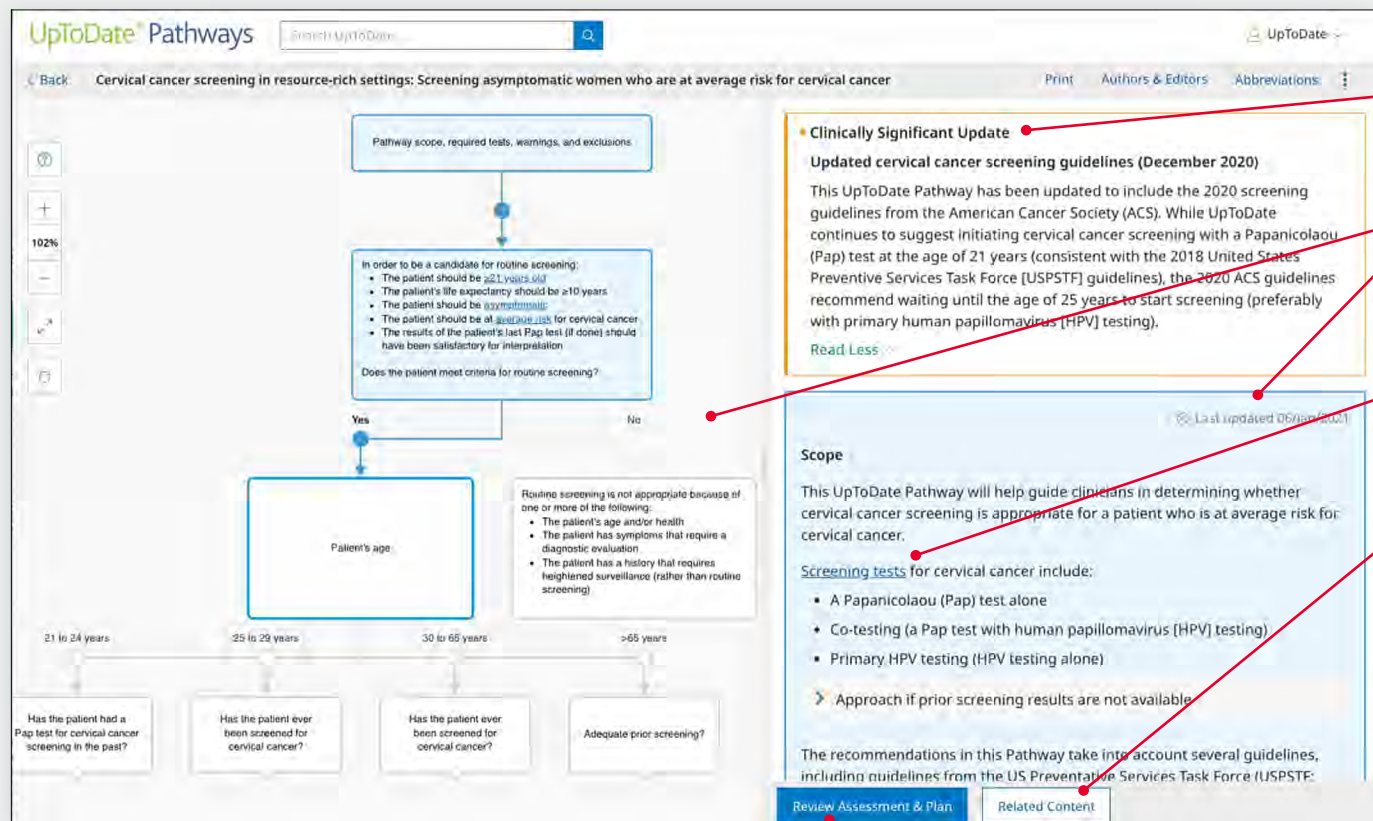 UpToDate® Pathways
Search UpToDate
UpToDate
Back
Cervical cancer screening in resource-rich settings: Screening asymptomatic women who are at average risk for cervical cancer
Print
Authors & Editors
Abbreviations
Pathway scope, required tests, warnings, and exclusions
102%
In order to be a candidate for routine screening:
• The patient should be ≥21 years old
• The patient's life expectancy should be ≥10 years
• The patient should be asymptomatic
• The patient should be at average risk for cervical cancer
• The results of the patient's last Pap test (if done) should
have been satisfactory for interpretation
Does the patient meet criteria for routine screening?
Yes
No
Patient's age
Routine screening is not appropriate because of
one or more of the following:
• The patient's age and/or health
• The patient has symptoms that require a
diagnostic evaluation
• The patient has a history that requires
heightened surveillance (rather than routine
screening)
21 to 24 years
25 to 29 years
30 to 65 years
>65 years
Has the patient had a
Pap test for cervical cancer
screening in the past?
Has the patient ever
been screened for
cervical cancer?
Has the patient ever
been screened for
cervical cancer?
Adequate prior screening?
Clinically Significant Update
Updated cervical cancer screening guidelines (December 2020)
This UpToDate Pathway has been updated to include the 2020 screening
guidelines from the American Cancer Society (ACS). While UpToDate
continues to suggest initiating cervical cancer screening with a Papanicolaou
(Pap) test at the age of 21 years (consistent with the 2018 United States
Preventive Services Task Force [USPSTF] guidelines), the 2020 ACS guidelines
recommend waiting until the age of 25 years to start screening (preferably
with primary human papillomavirus [HPV] testing).
Read Less
Last updated 06/Jan/2021
Scope
This UpToDate Pathway will help guide clinicians in determining whether
cervical cancer screening is appropriate for a patient who is at average risk for
cervical cancer.
Screening tests for cervical cancer include:
• A Papanicolaou (Pap) test alone
• Co-testing (a Pap test with human papillomavirus [HPV] testing)
• Primary HPV testing (HPV testing alone)
Approach if prior screening results are not available
The recommendations in this Pathway take into account several guidelines,
including guidelines from the US Preventative Services Task Force (USPSTF;
Review Assessment & Plan
Related Content